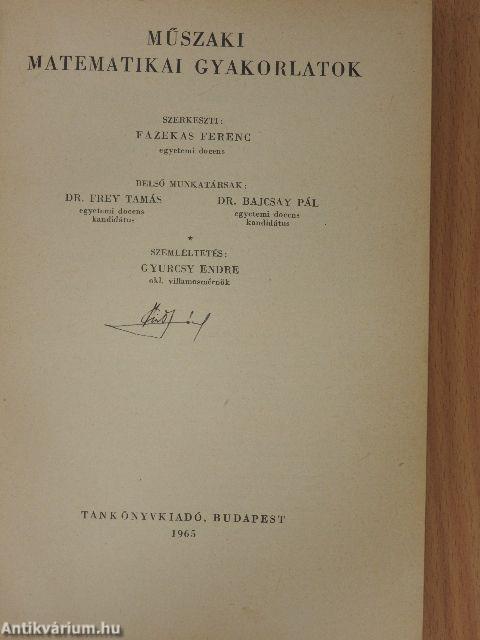 MŰSZAKI
MATEMATIKAI GYAKORLATOK
SZERKESZTI:
FAZEKAS FERENC
egyetemi docens
BELSŐ MUNKATÁRSAK:
DR. FREY TAMÁS
egyetemi docens
kandidátus
DR. BAJCSAY PÁL
egyetemi docens
kandidátus
*
SZEMLÉLTETÉS:
GYURCSY ENDRE
okl. villamosmérnök
TANKÖNYVKIADÓ, BUDAPEST
1965
Antikvárium.hu